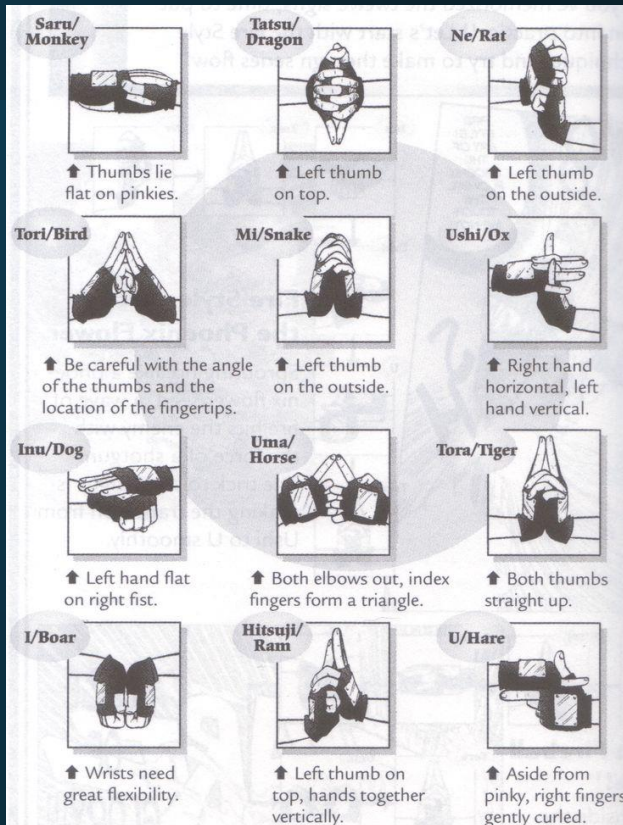 Saru/
Monkey
Tatsu/
Dragon
Ne/Rat
⬆ Thumbs lie
flat on pinkies.
⬆ Left thumb
on top.
⬆ Left thumb
on the outside.
Tori/Bird
Mi/Snake
Ushi/Ox
⬆ Be careful with the angle
of the thumbs and the
location of the fingertips.
⬆ Left thumb
on the outside.
⬆ Right hand
horizontal, left
hand vertical.
Inu/Dog
Uma/
Horse
Tora/Tiger
⬆ Left hand flat
on right fist.
⬆ Both elbows out, index
fingers form a triangle.
⬆ Both thumbs
straight up.
I/Boar
Hitsuji/
Ram
U/Hare
⬆ Wrists need
great flexibility.
⬆ Left thumb on
top, hands together
vertically.
⬆ Aside from
pinky, right fingers
gently curled.